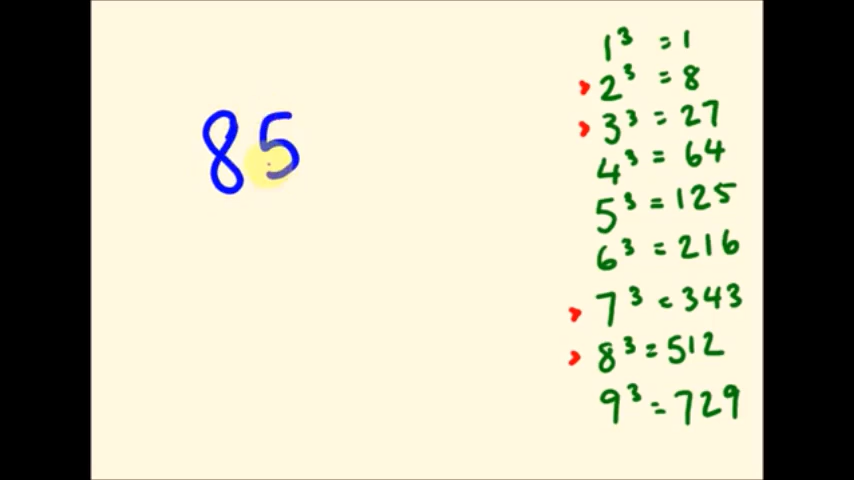 85
1³ = 1
2³ = 8
3³ = 27
4³ = 64
5³ = 125
6³ = 216
7³ = 343
8³ = 512
9³ = 729